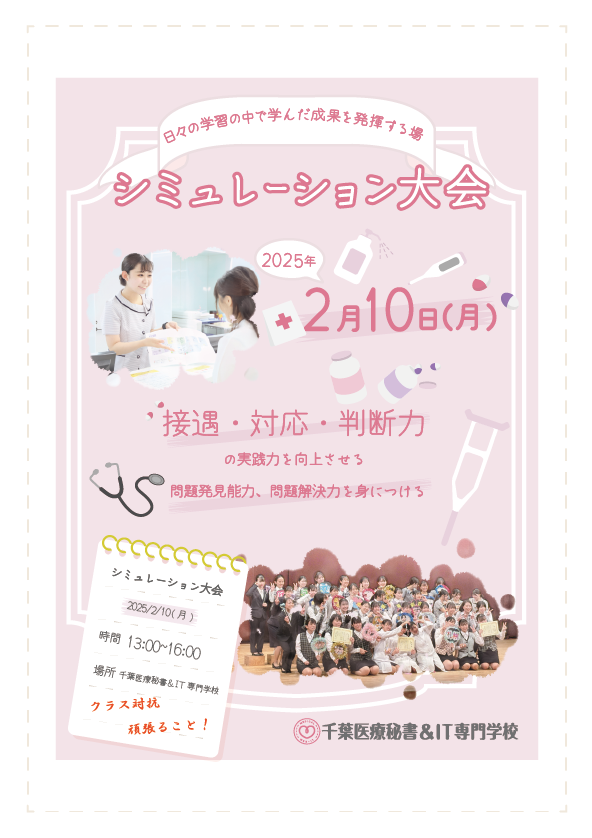 日々の学習の中で学んだ成果を発揮する場
シミュレーション大会
2025年
2月10日(月)
接遇・対応・判断力
の実践力を向上させる
問題発見能力、問題解決力を身につける
シミュレーション大会
2025/2/10(月)
時間 13:00~16:00
場所 千葉医療秘書&IT専門学校
クラス対抗
頑張ること!
千葉医療秘書&IT専門学校